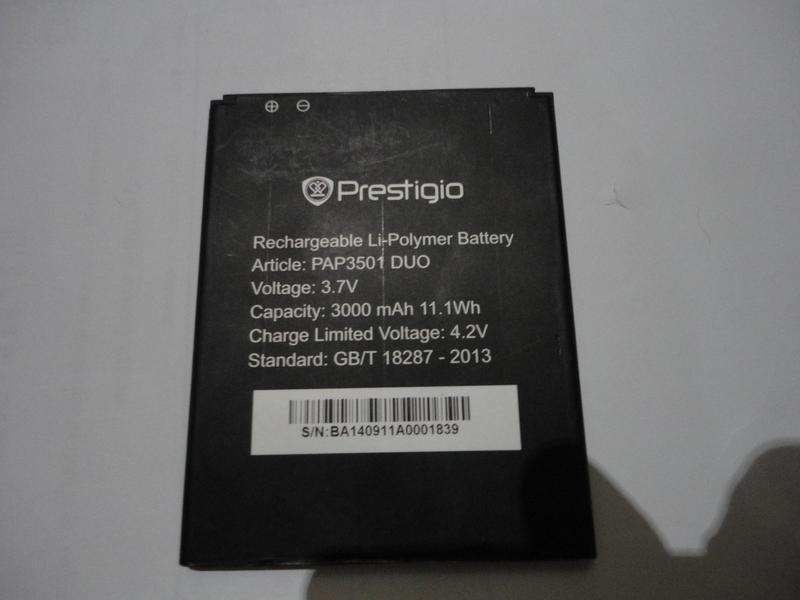 ⊕ ⊖
Prestigio
Rechargeable Li-Polymer Battery
Article: PAP3501 DUO
Voltage: 3.7V
Capacity: 3000 mAh 11.1Wh
Charge Limited Voltage: 4.2V
Standard: GB/T 18287 - 2013
S/N:BA140911A0001839